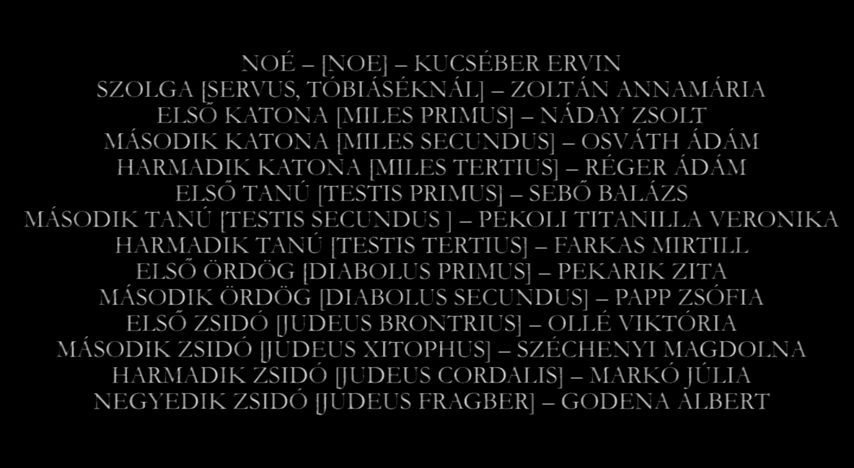 NOÉ – [NOE] – KUCSÉBER ERVIN
SZOLGA [SERVUS, TÓBIÁSÉKNÁL] – ZOLTÁN ANNAMÁRIA
ELSŐ KATONA [MILES PRIMUS] – NÁDAY ZSOLT
MÁSODIK KATONA [MILES SECUNDUS] – OSVÁTH ÁDÁM
HARMADIK KATONA [MILES TERTIUS] – RÉGER ÁDÁM
ELSŐ TANÚ [TESTIS PRIMUS] – SEBŐ BALÁZS
MÁSODIK TANÚ [TESTIS SECUNDUS ] – PEKOLI TITANILLA VERONIKA
HARMADIK TANÚ [TESTIS TERTIUS] – FARKAS MIRTILL
ELSŐ ÖRDÖG [DIABOLUS PRIMUS] – PEKARIK ZITA
MÁSODIK ÖRDÖG [DIABOLUS SECUNDUS] – PAPP ZSÓFIA
ELSŐ ZSIDÓ [JUDEUS BRONTRIUS] – OLLÉ VIKTÓRIA
MÁSODIK ZSIDÓ [JUDEUS XITOPHUS] – SZÉCHENYI MAGDOLNA
HARMADIK ZSIDÓ [JUDEUS CORDALIS] – MARKÓ JÚLIA
NEGYEDIK ZSIDÓ [JUDEUS FRAGBER] – GODENA ALBERT